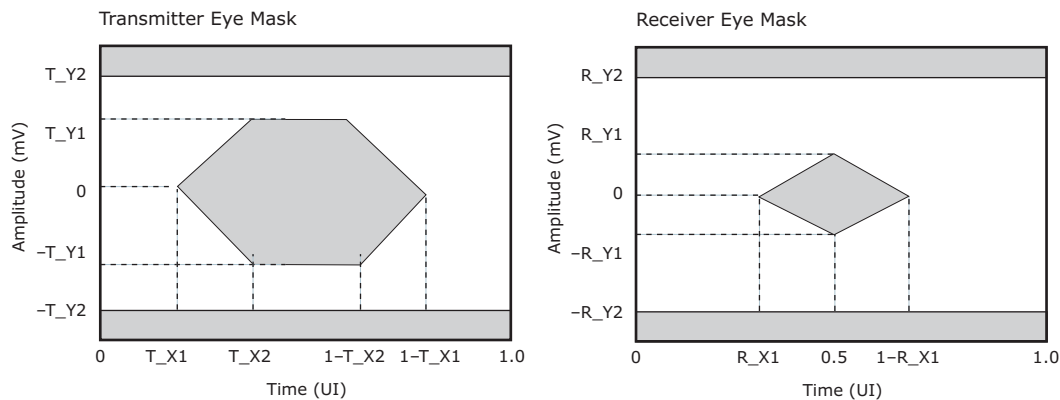 Transmitter Eye Mask
T_Y2
T_Y1
0
–T_Y1
–T_Y2
Amplitude (mV)
0 T_X1 T_X2 1–T_X2 1–T_X1 1.0
Time (UI)
Receiver Eye Mask
R_Y2
R_Y1
0
–R_Y1
–R_Y2
Amplitude (mV)
0 R_X1 0.5 1–R_X1 1.0
Time (UI)